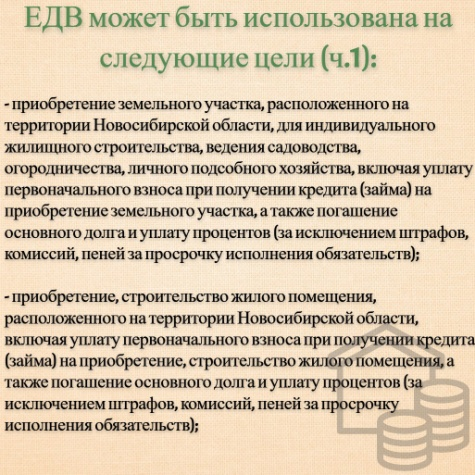 ЕДВ может быть использована на
следующие цели (ч.1):
- приобретение земельного участка, расположенного на
территории Новосибирской области, для индивидуального
жилищного строительства, ведения садоводства,
огородничества, личного подсобного хозяйства, включая уплату
первоначального взноса при получении кредита (займа) на
приобретение земельного участка, а также погашение
основного долга и уплату процентов (за исключением штрафов,
комиссий, пеней за просрочку исполнения обязательств);
- приобретение, строительство жилого помещения,
расположенного на территории Новосибирской области,
включая уплату первоначального взноса при получении кредита
(займа) на приобретение, строительство жилого помещения, а
также погашение основного долга и уплату процентов (за
исключением штрафов, комиссий, пеней за просрочку
исполнения обязательств);